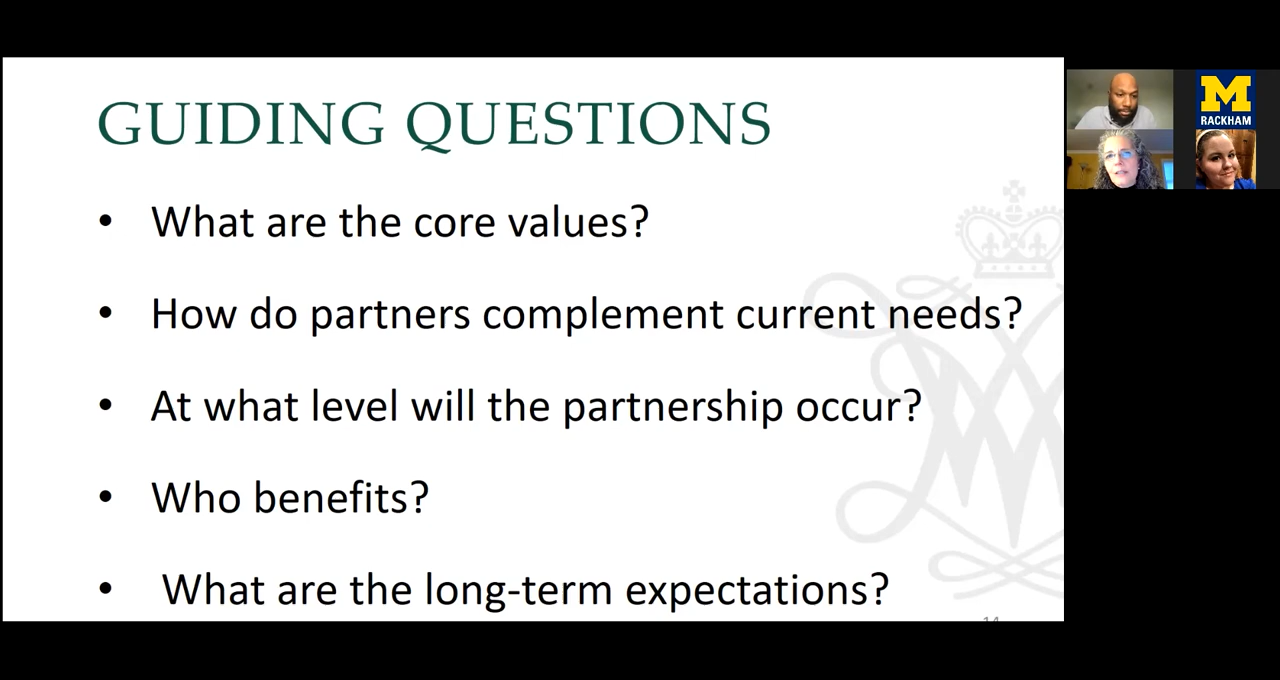 GUIDING QUESTIONS
• What are the core values?
• How do partners complement current needs?
• At what level will the partnership occur?
• Who benefits?
• What are the long-term expectations?
M
RACKHAM